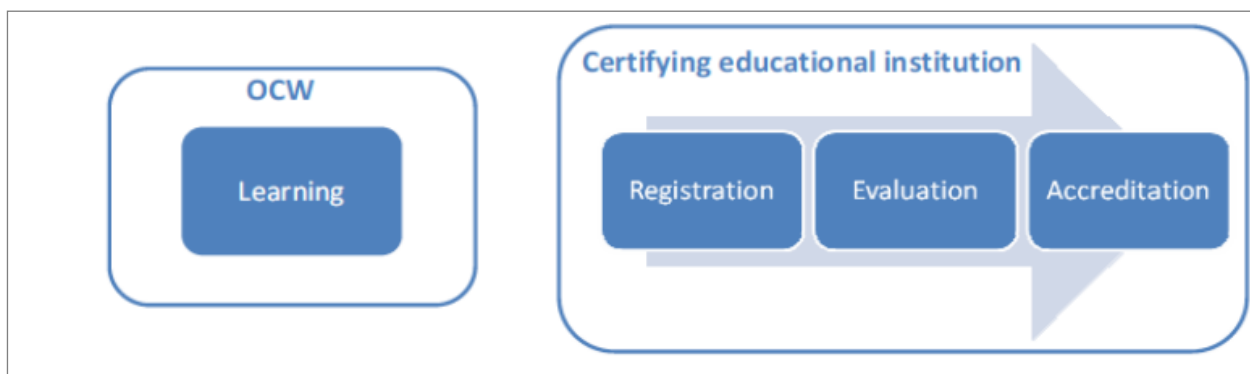 OCW
Learning
Certifying educational institution
Registration
Evaluation
Accreditation